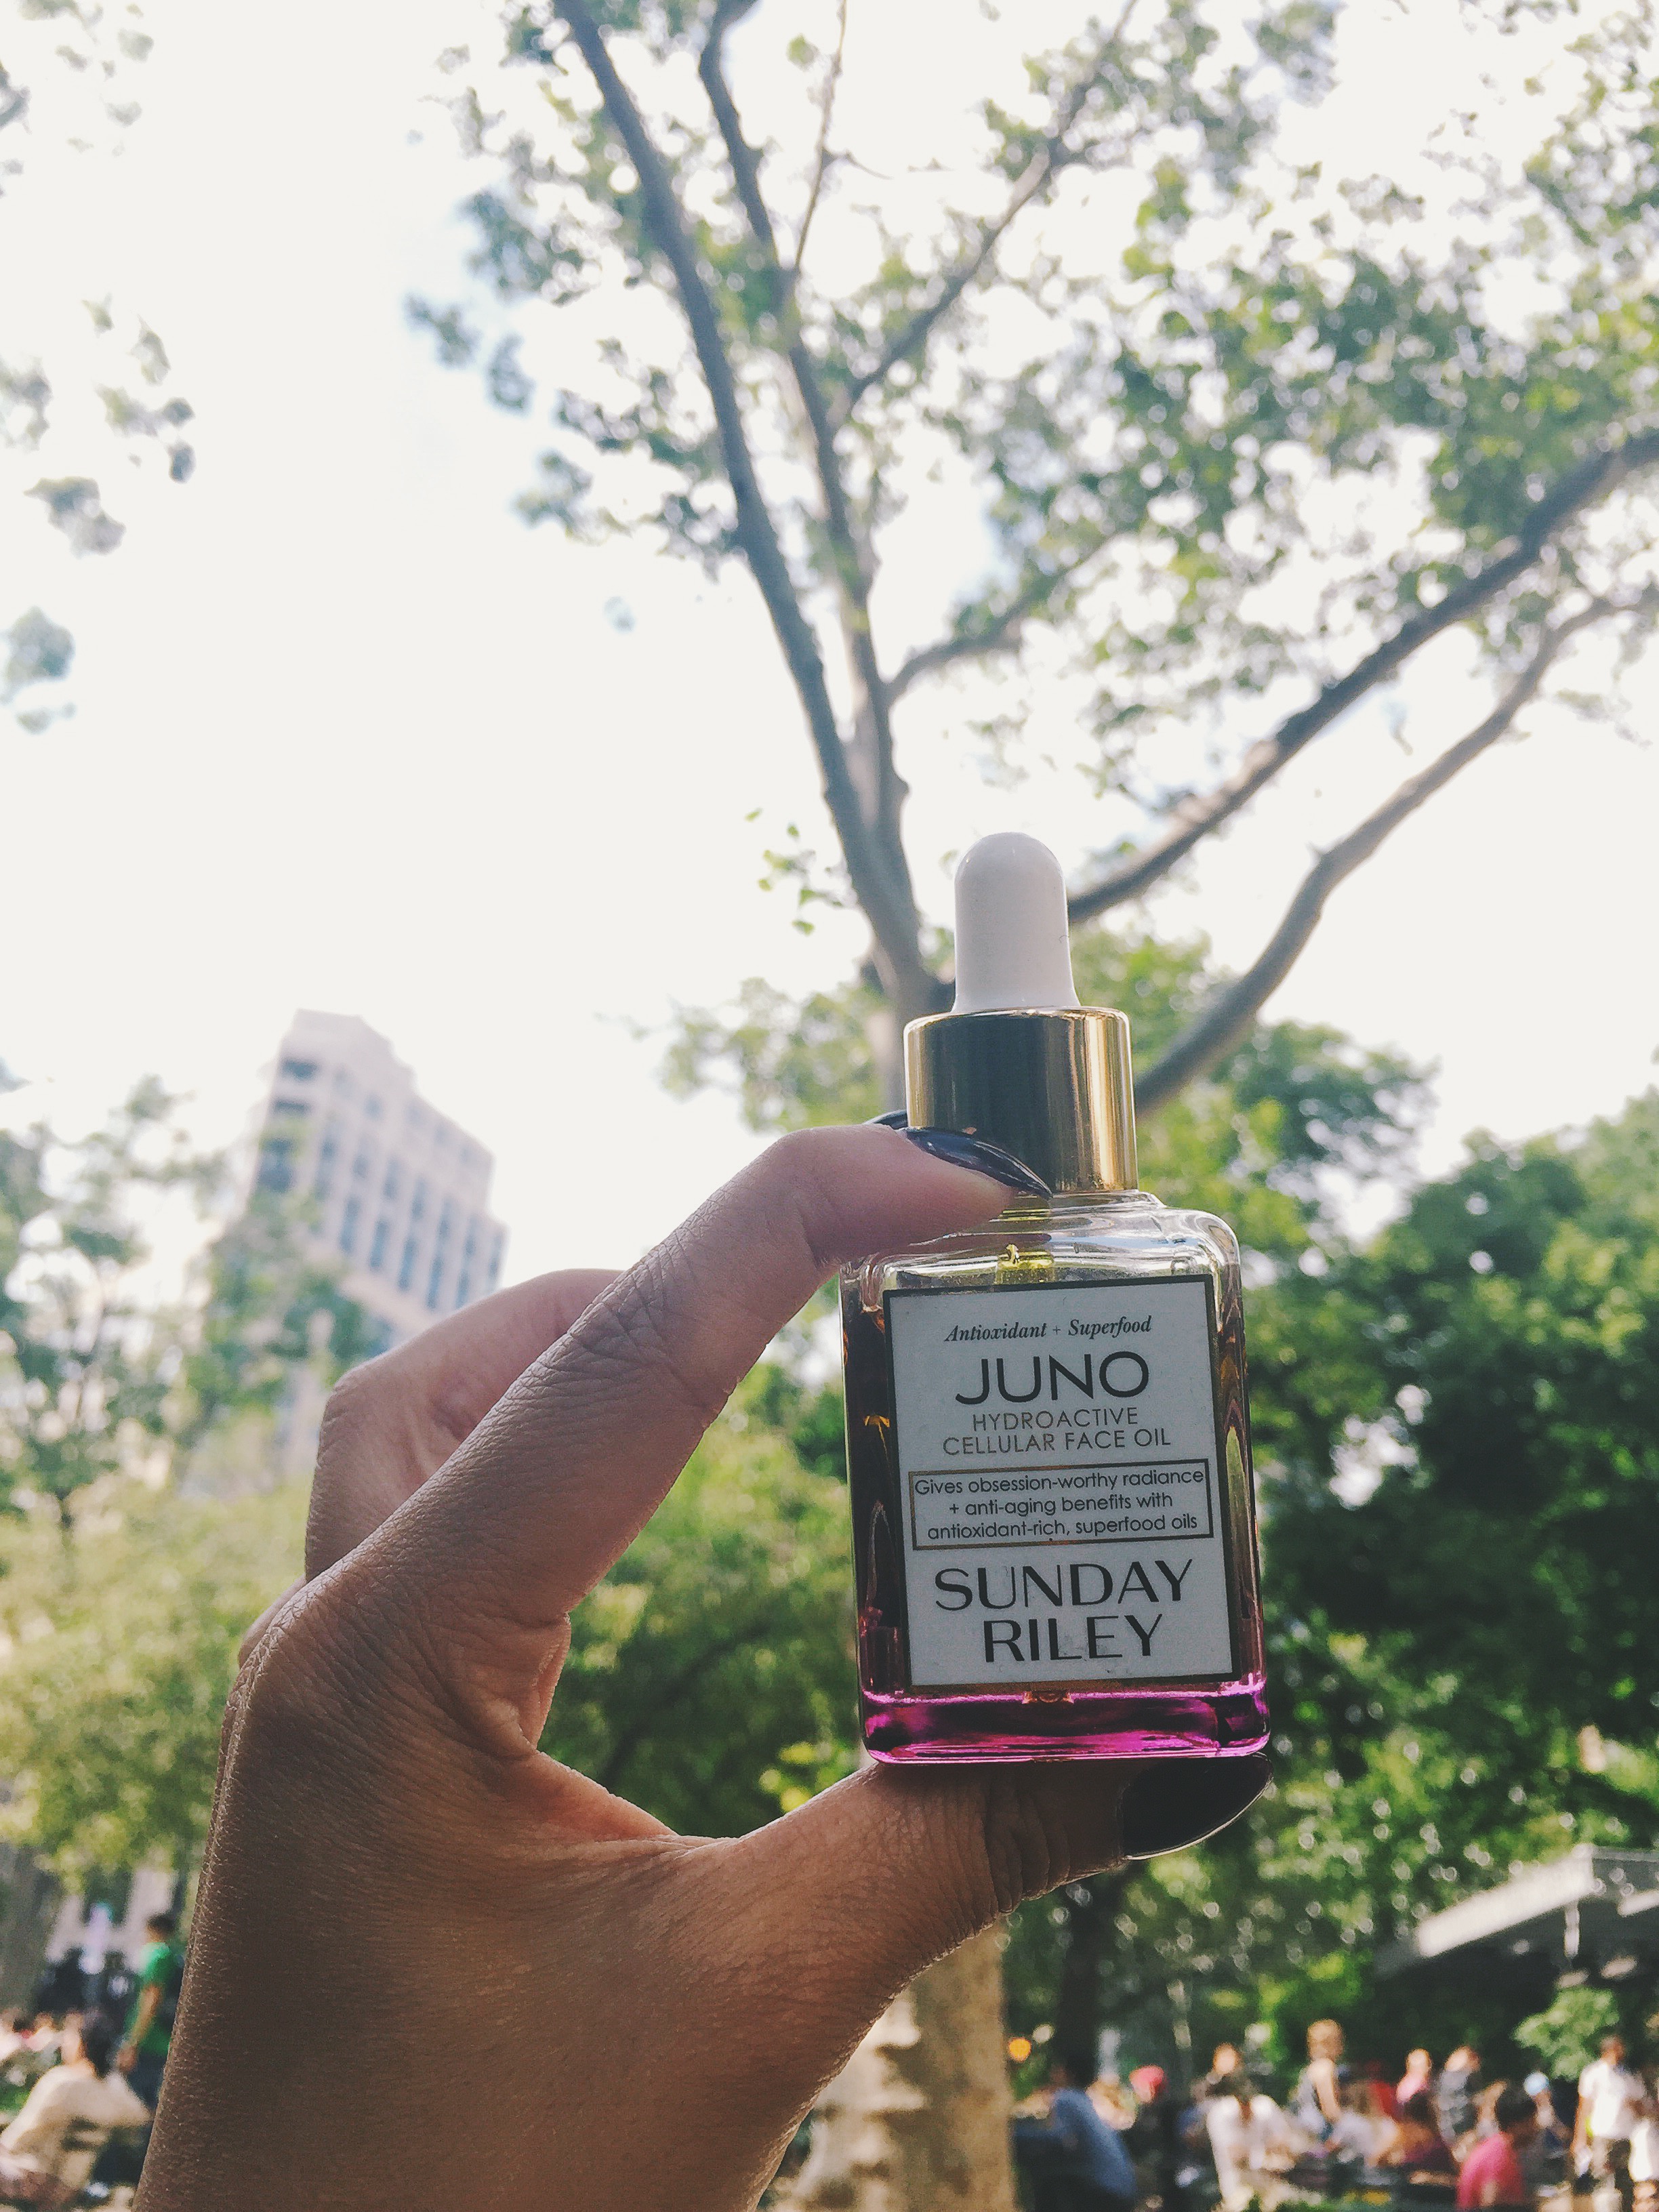 Antioxidant + Superfood
JUNO
HYDROACTIVE
CELLULAR FACE OIL
Gives obsession-worthy radiance
+ anti-aging benefits with
antioxidant-rich, superfood oils
SUNDAY
RILEY